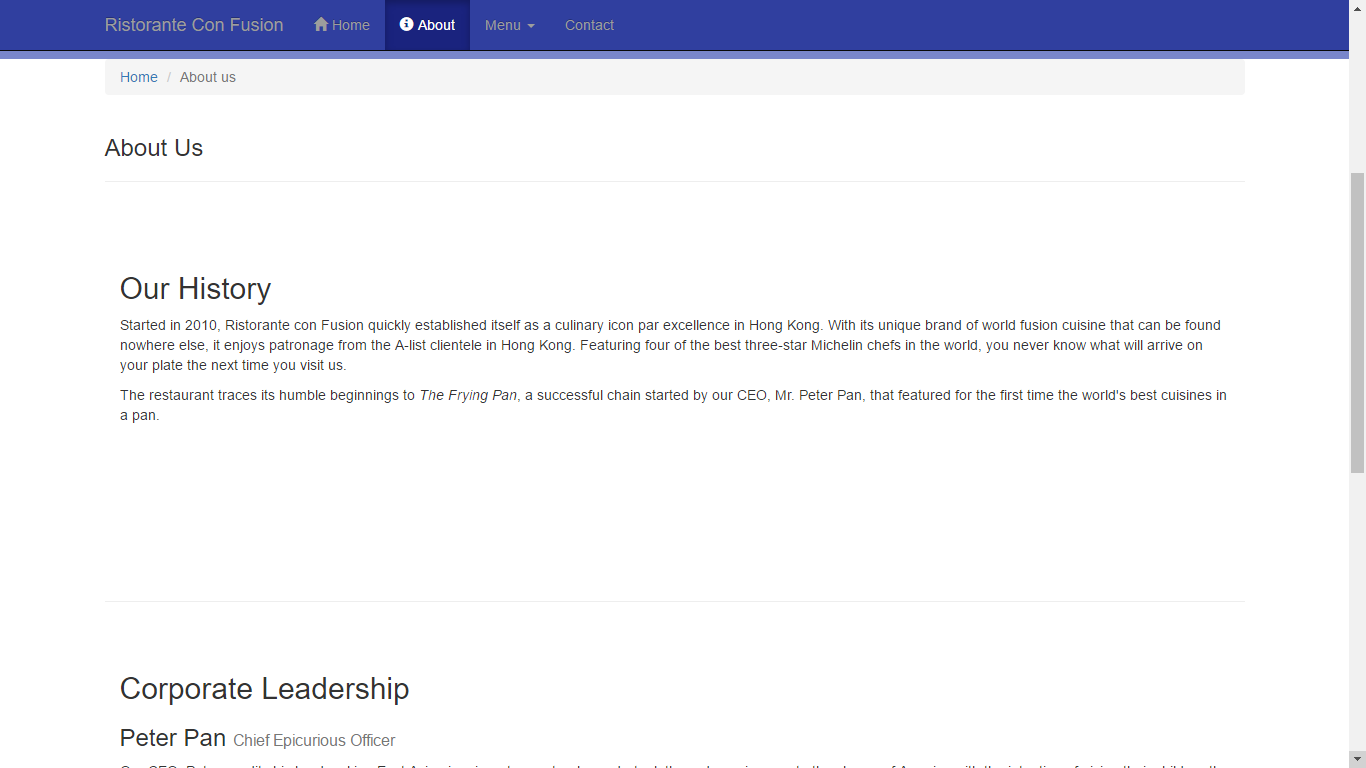 Ristorante Con Fusion Home About Menu Contact
Home / About us
About Us
Our History
Started in 2010, Ristorante con Fusion quickly established itself as a culinary icon par excellence in Hong Kong. With its unique brand of world fusion cuisine that can be found
nowhere else, it enjoys patronage from the A-list clientele in Hong Kong. Featuring four of the best three-star Michelin chefs in the world, you never know what will arrive on
your plate the next time you visit us.
The restaurant traces its humble beginnings to The Frying Pan, a successful chain started by our CEO, Mr. Peter Pan, that featured for the first time the world's best cuisines in
a pan.
Corporate Leadership
Peter Pan Chief Epicurious Officer